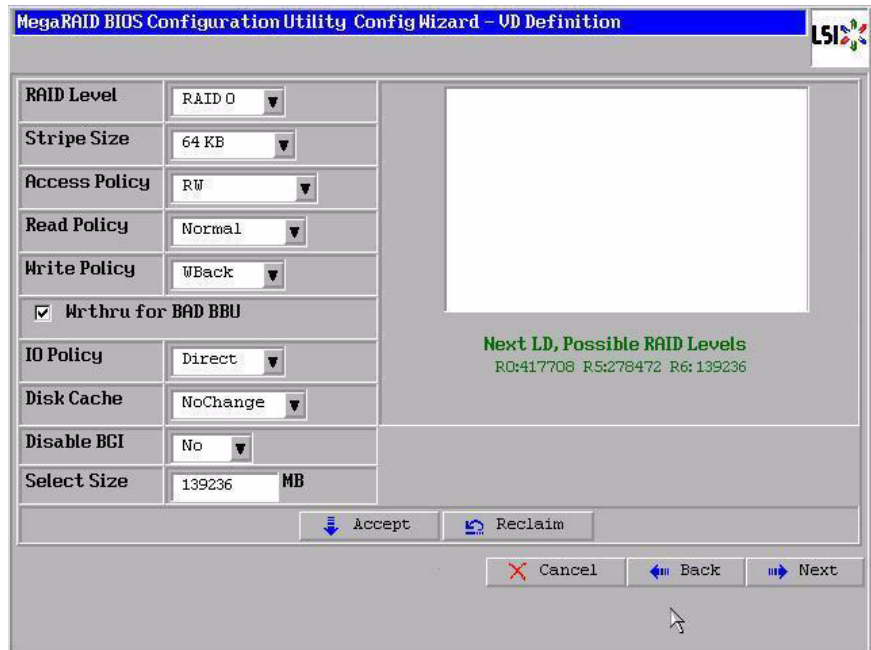 MegaRAID BIOS Configuration Utility Config Wizard - VD Definition
LSI
RAID Level RAID 0
Stripe Size 64 KB
Access Policy RW
Read Policy Normal
Write Policy WBack
Wrthru for BAD BBU
IO Policy Direct
Disk Cache NoChange
Disable BGI No
Select Size 139236 MB
Next LD, Possible RAID Levels
R0:417708 R5:278472 R6:139236
Accept Reclaim
Cancel Back Next